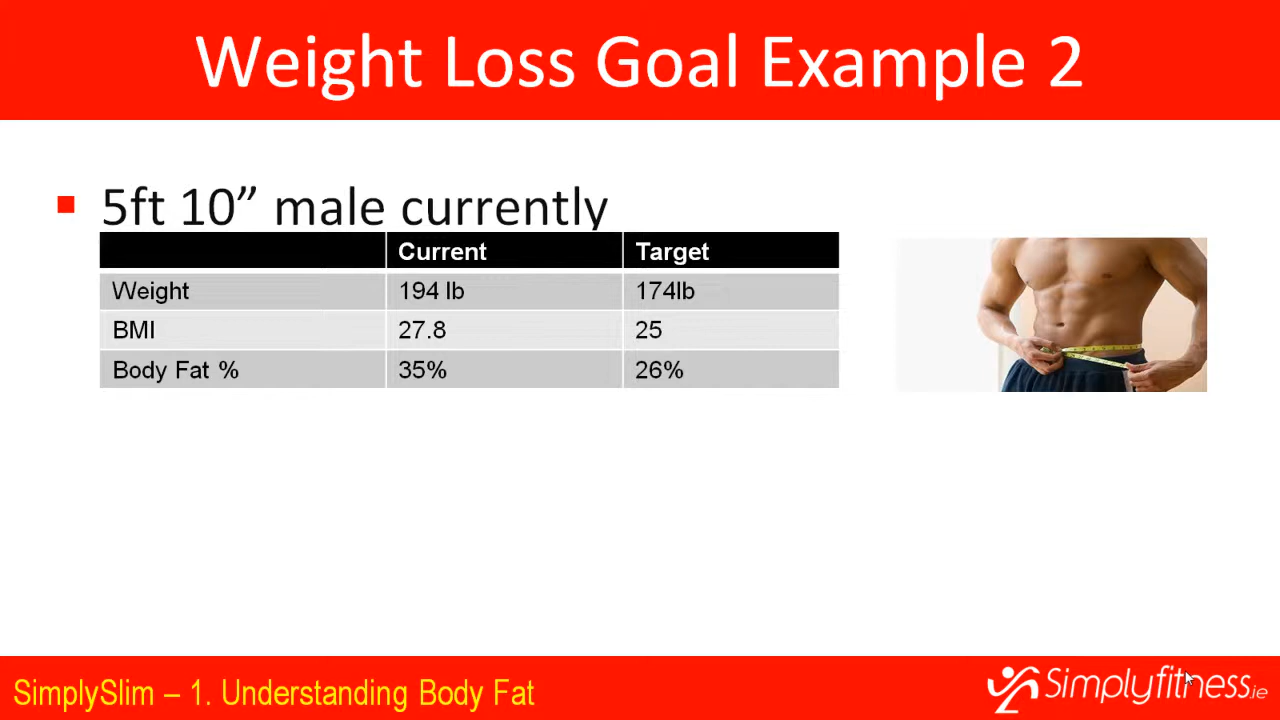 Weight Loss Goal Example 2
5ft 10” male currently
Current Target
Weight 194 lb 174lb
BMI 27.8 25
Body Fat % 35% 26%
SimplySlim – 1. Understanding Body Fat
Simplyfitness.ie